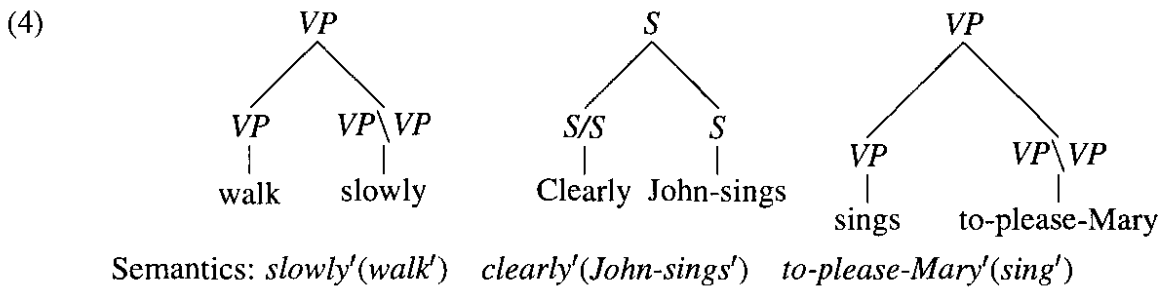 (4) VP S VP
VP VP\VP S/S S
VP VP\VP
walk slowly Clearly John-sings
sings to-please-Mary
Semantics: slowly′(walk′) clearly′(John-sings′) to-please-Mary′(sing′)